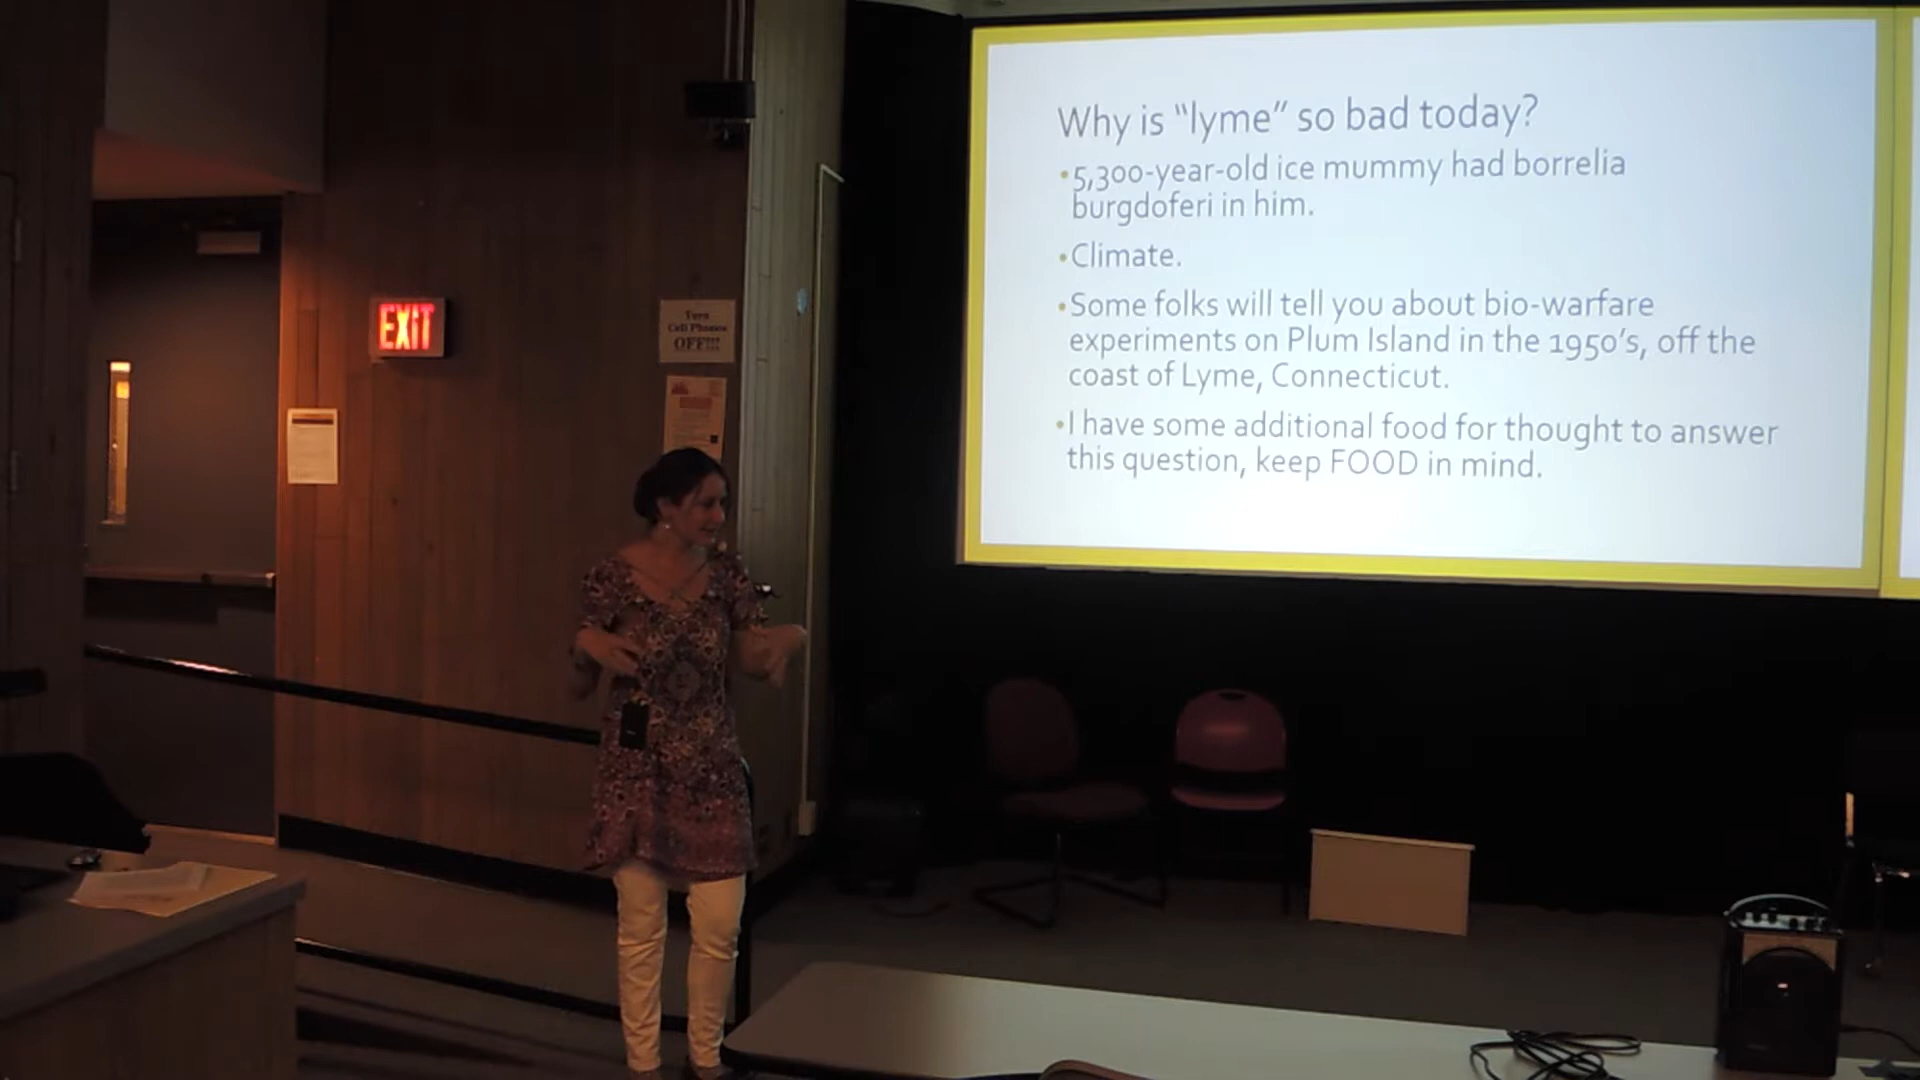 Why is “lyme” so bad today?
•5,300-year-old ice mummy had borrelia
burgdoferi in him.
•Climate.
•Some folks will tell you about bio-warfare
experiments on Plum Island in the 1950’s, off the
coast of Lyme, Connecticut.
•I have some additional food for thought to answer
this question, keep FOOD in mind.
EXIT
Turn
Cell Phones
OFF!!!